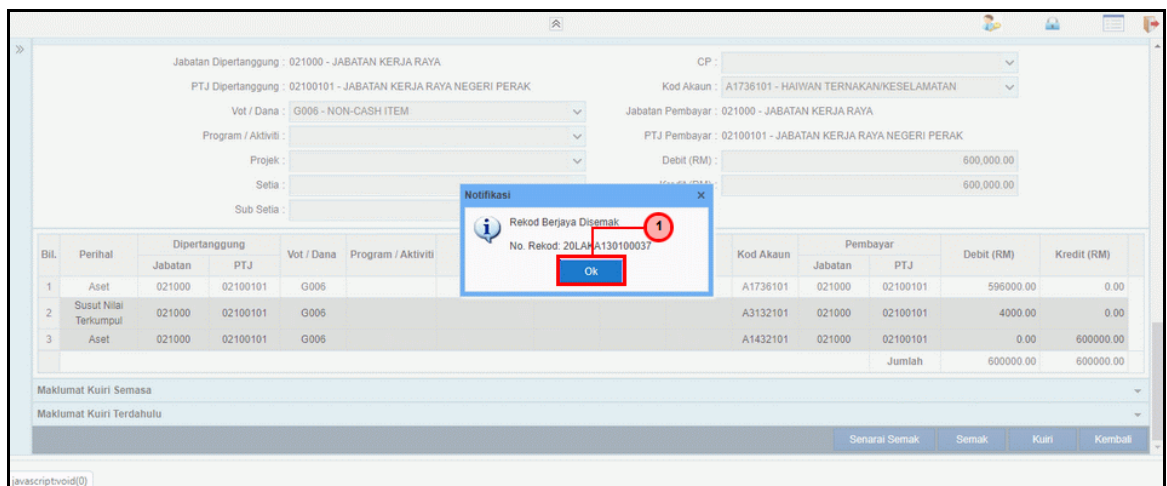 Jabatan Dipertanggung : 021000 - JABATAN KERJA RAYA CP :
PTJ Dipertanggung : 02100101 - JABATAN KERJA RAYA NEGERI PERAK Kod Akaun : A1736101 - HAIWAN TERNAKAN/KESELAMATAN
Vot / Dana : G006 - NON-CASH ITEM Jabatan Pembayar : 021000 - JABATAN KERJA RAYA
Program / Aktiviti : PTJ Pembayar : 02100101 - JABATAN KERJA RAYA NEGERI PERAK
Projek : Debit (RM) : 600,000.00
Setia : 600,000.00
Sub Setia :
Notifikasi x
Rekod Berjaya Disemak
No. Rekod: 20LAKA130100037
1
Ok
Bil. Perihal Dipertanggung Vot / Dana Program / Aktiviti Kod Akaun Pembayar Debit (RM) Kredit (RM)
Jabatan PTJ Jabatan PTJ
1 Aset 021000 02100101 G006 A1736101 021000 02100101 596000.00 0.00
2 Susut Nilai Terkumpul 021000 02100101 G006 A3132101 021000 02100101 4000.00 0.00
3 Aset 021000 02100101 G006 A1432101 021000 02100101 0.00 600000.00
Jumlah 600000.00 600000.00
Maklumat Kuiri Semasa
Maklumat Kuiri Terdahulu
Senarai Semak Semak Kuiri Kembali
javascript:void(0)